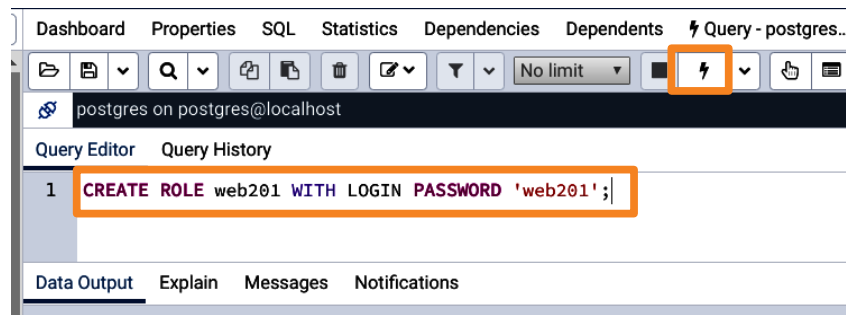 Dashboard Properties SQL Statistics Dependencies Dependents Query - postgres...
No limit
postgres on postgres@localhost
Query Editor Query History
1 CREATE ROLE web201 WITH LOGIN PASSWORD 'web201';
Data Output Explain Messages Notifications